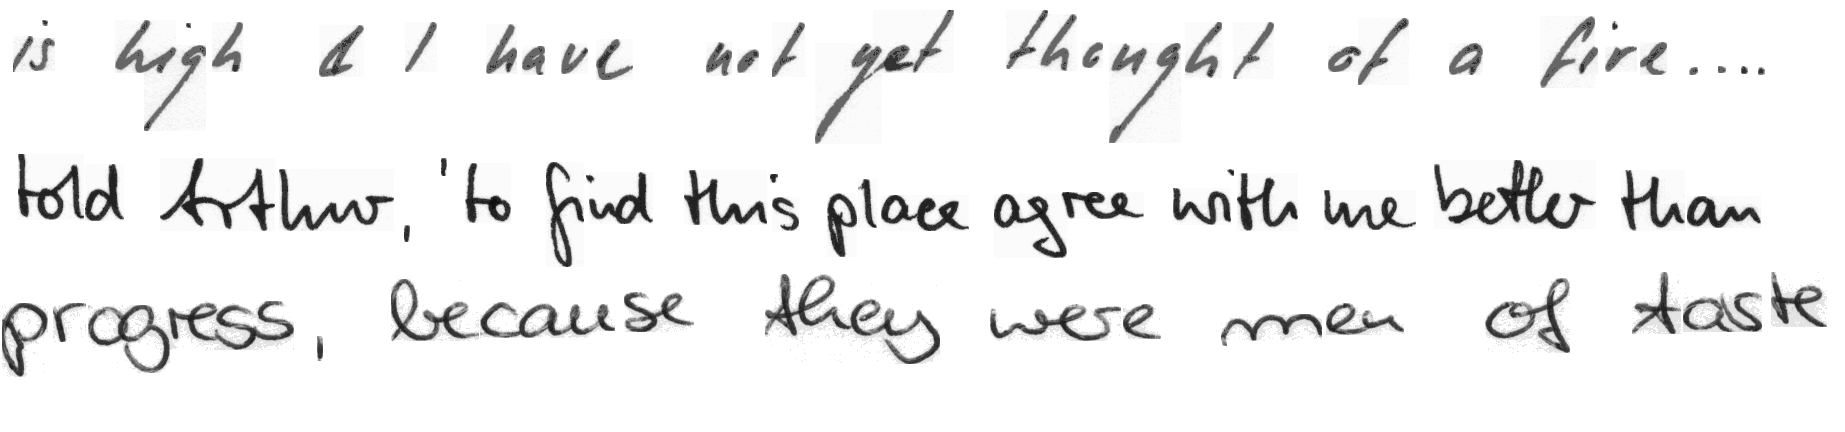 is high & I have not yet thought of a fire....
told Arthur, 'to find this place agree with me better than
progress, because they were men of taste